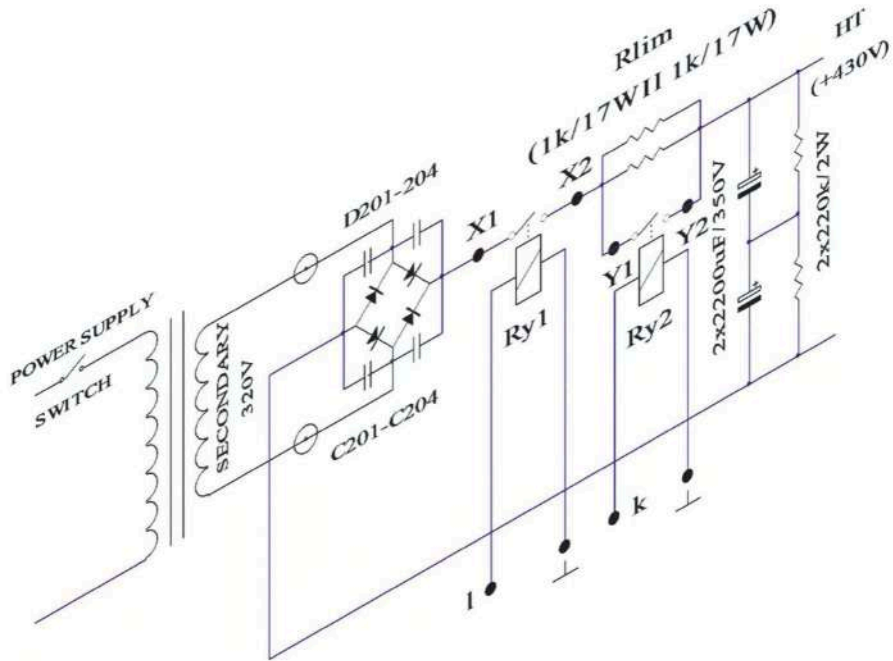 POWER SUPPLY
SWITCH
SECONDARY
320V
D201-204
C201-C204
X1
Ry1
l
X2
Rlim
(1k/17WII 1k/17W)
Y1
Y2
Ry2
k
2x2200uF/350V
2x220k/2W
HT
(+430V)